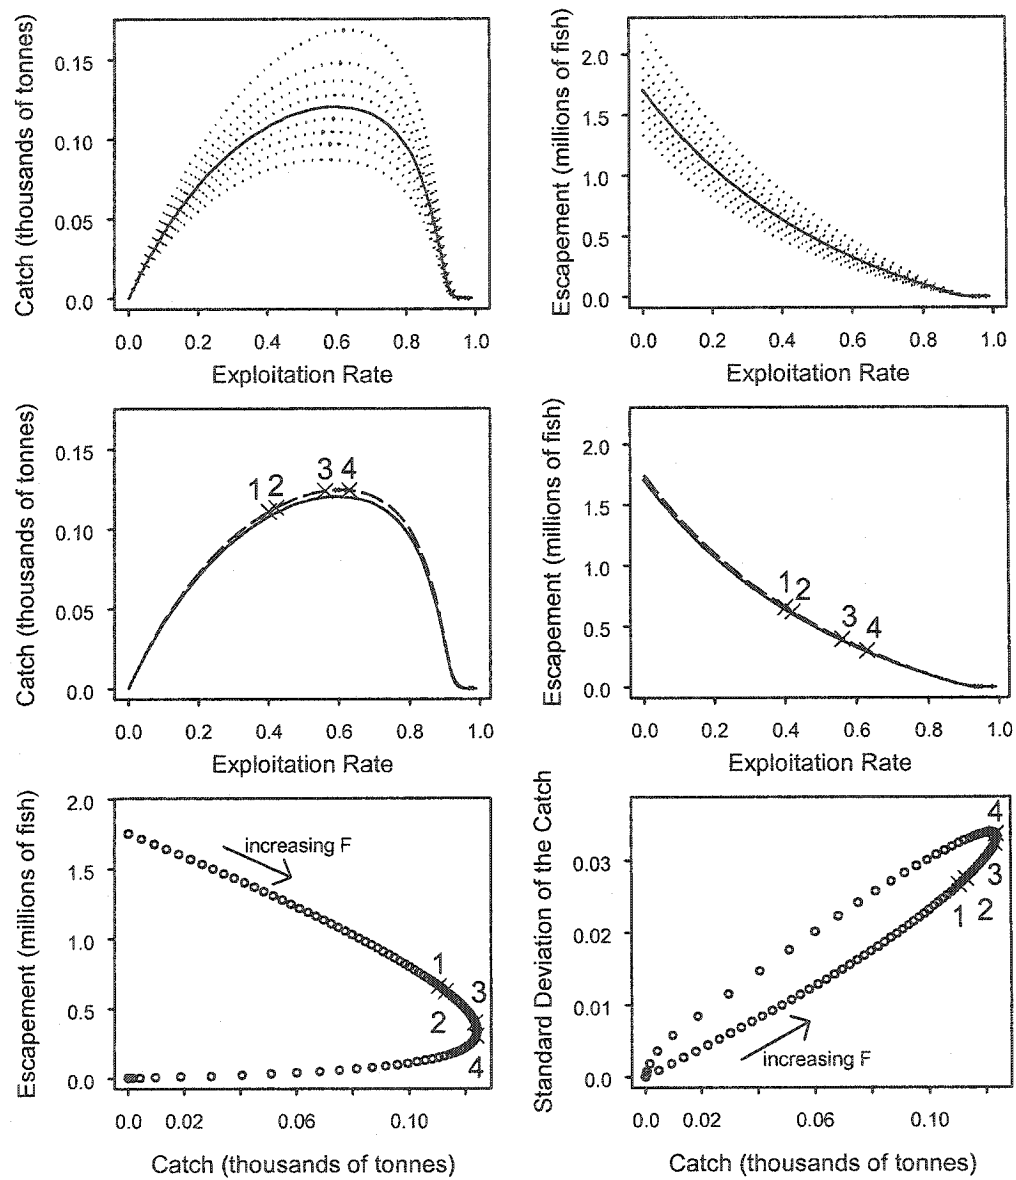 Catch (thousands of tonnes)
0.15
0.10
0.05
0.0
0.0 0.2 0.4 0.6 0.8 1.0
Exploitation Rate
Escapement (millions of fish)
2.0
1.5
1.0
0.5
0.0
0.0 0.2 0.4 0.6 0.8 1.0
Exploitation Rate
Catch (thousands of tonnes)
0.15
0.10
0.05
0.0
1 2 3 4
0.0 0.2 0.4 0.6 0.8 1.0
Exploitation Rate
Escapement (millions of fish)
2.0
1.5
1.0
0.5
0.0
1 2 3 4
0.0 0.2 0.4 0.6 0.8 1.0
Exploitation Rate
Escapement (millions of fish)
2.0
1.5
1.0
0.5
0.0
increasing F
1
3
2
4
0.0 0.02 0.06 0.10
Catch (thousands of tonnes)
Standard Deviation of the Catch
0.03
0.02
0.01
0.0
4
3
1 2
increasing F
0.0 0.02 0.06 0.10
Catch (thousands of tonnes)